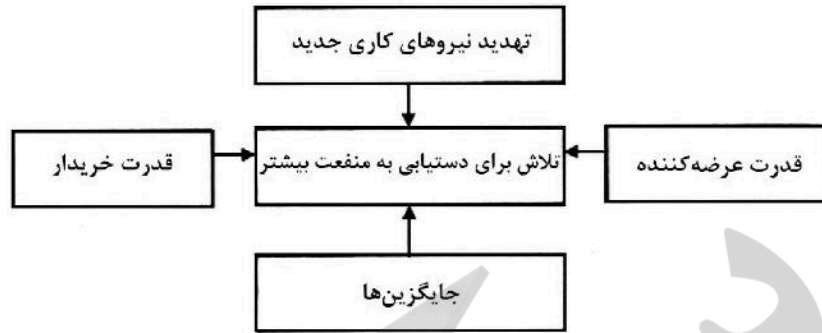 تهدید نیروهای کاری جدید
قدرت عرضه‌کننده
تلاش برای دستیابی به منفعت بیشتر
قدرت خریدار
جایگزین‌ها